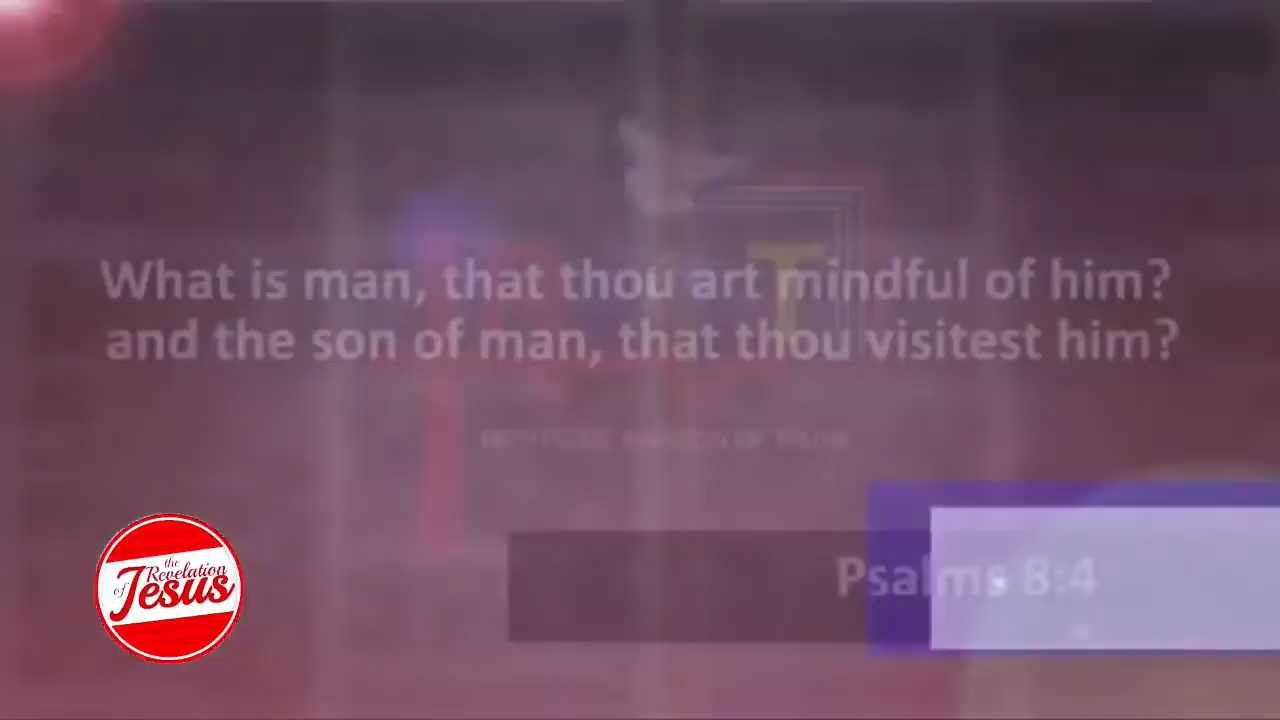 What is man, that thou art mindful of him?
and the son of man, that thou visitest him?
T
Psalms 8:4
the
Revelation
of Jesus